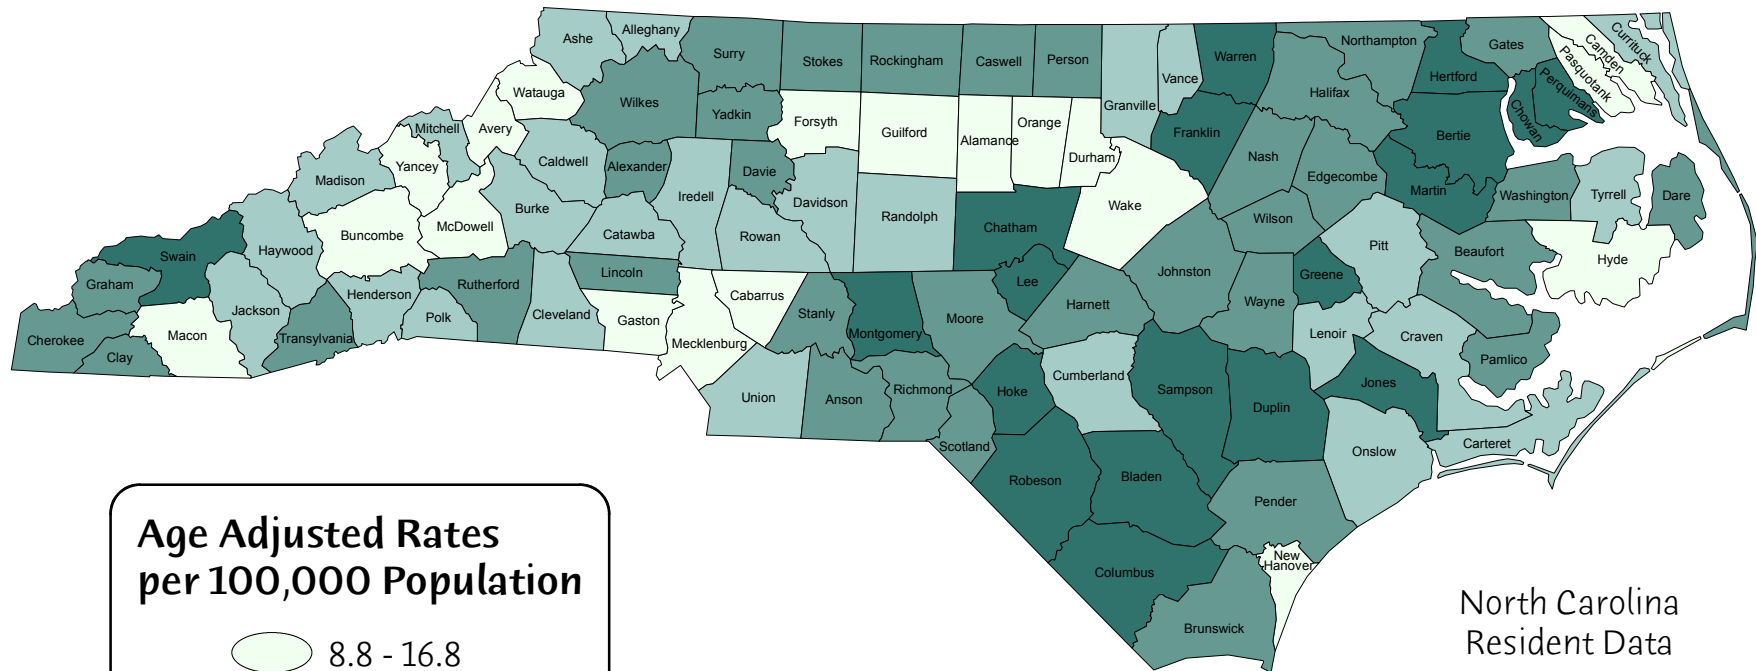 Ashe
Alleghany
Surry
Stokes
Rockingham
Caswell
Person
Granville
Vance
Warren
Northampton
Halifax
Hertford
Gates
Camden
Currituck
Pasquotank
Perquimans
Chowan
Bertie
Watauga
Wilkes
Yadkin
Forsyth
Guilford
Alamance
Orange
Durham
Franklin
Nash
Edgecombe
Martin
Washington
Tyrrell
Dare
Mitchell
Avery
Yancey
Caldwell
Alexander
Davie
Iredell
Davidson
Randolph
Wake
Wilson
Pitt
Beaufort
Hyde
Madison
Burke
McDowell
Buncombe
Catawba
Rowan
Chatham
Johnston
Greene
Haywood
Swain
Graham
Jackson
Henderson
Rutherford
Lincoln
Cleveland
Polk
Gaston
Cabarrus
Mecklenburg
Stanly
Montgomery
Moore
Lee
Harnett
Wayne
Lenoir
Craven
Pamlico
Cherokee
Clay
Macon
Transylvania
Union
Anson
Richmond
Hoke
Cumberland
Sampson
Duplin
Jones
Carteret
Scotland
Robeson
Bladen
Onslow
Pender
Columbus
New
Hanover
Brunswick
Age Adjusted Rates
per 100,000 Population
8.8 - 16.8
North Carolina
Resident Data